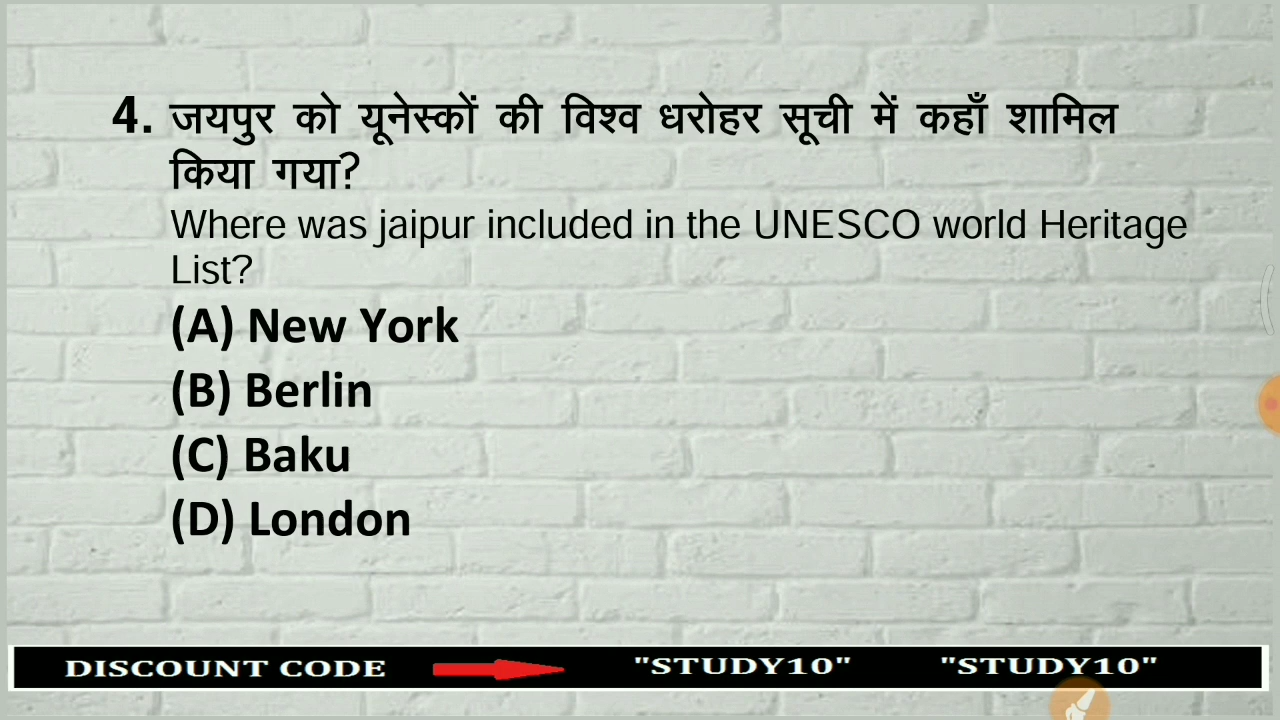 4. जयपुर को यूनेस्कों की विश्व धरोहर सूची में कहाँ शामिल
किया गया?
Where was jaipur included in the UNESCO world Heritage
List?
(A) New York
(B) Berlin
(C) Baku
(D) London
DISCOUNT CODE "STUDY10" "STUDY10"